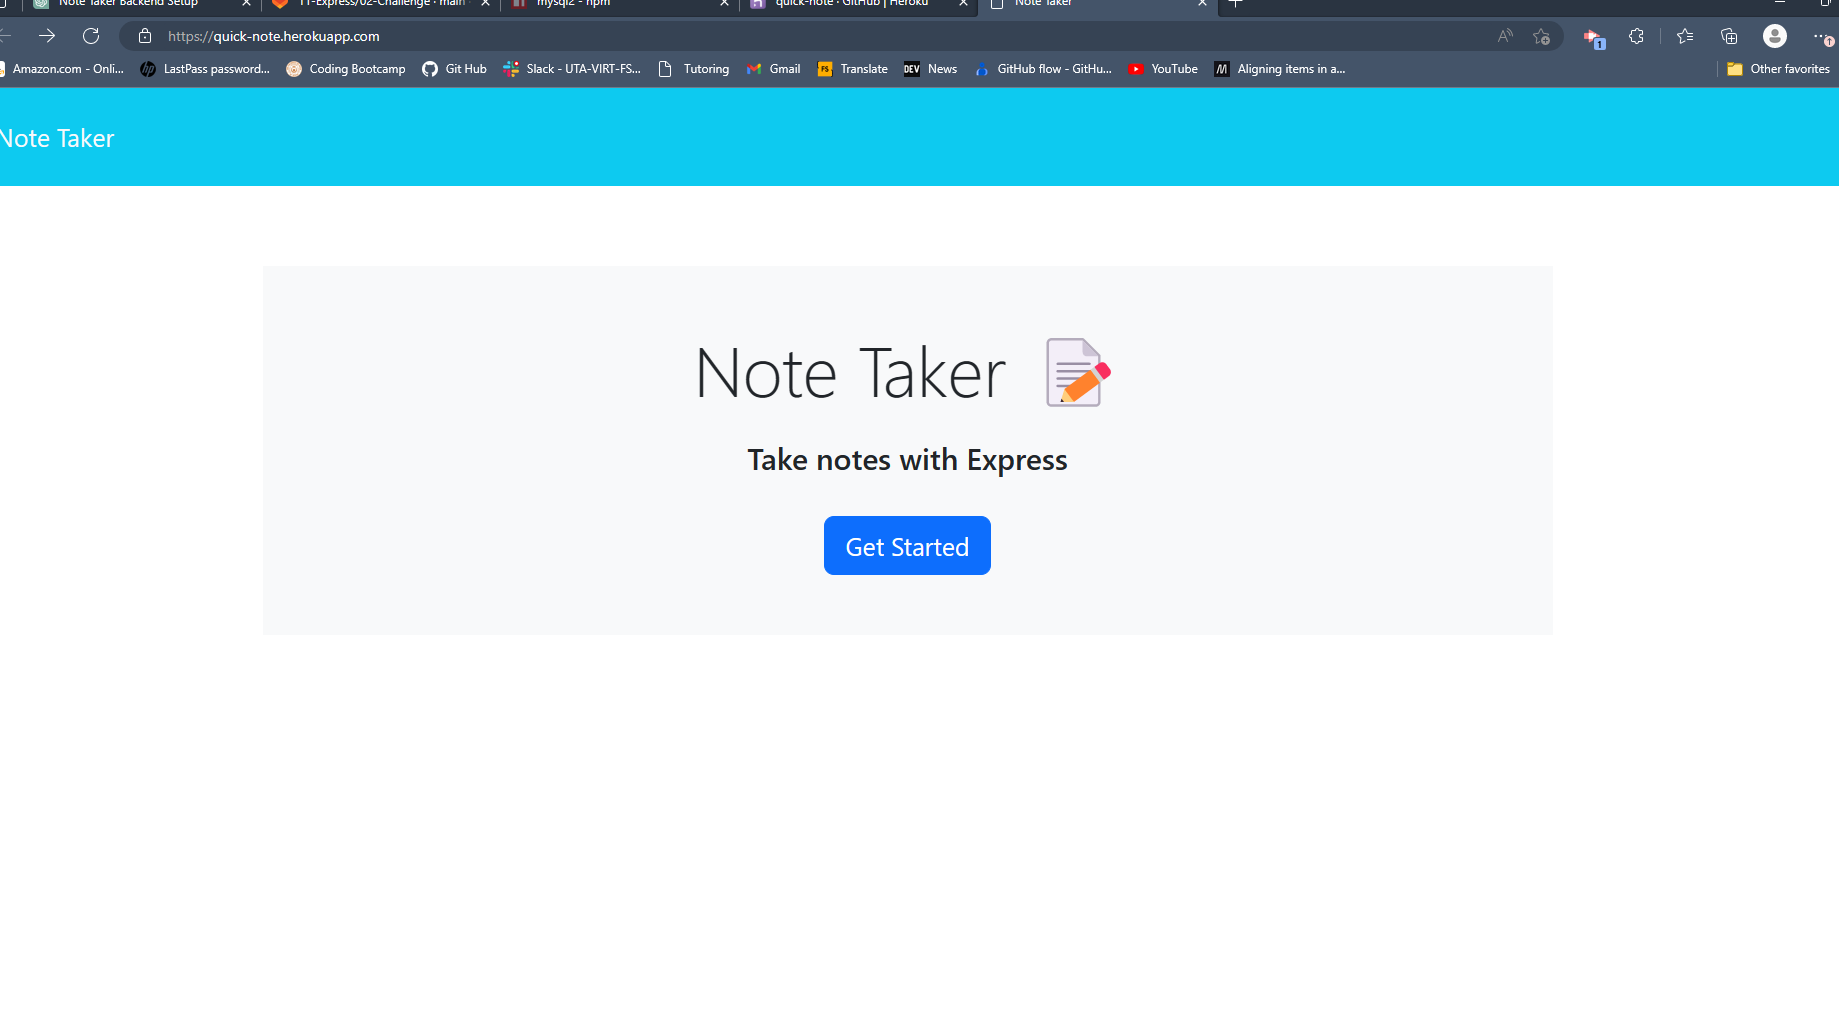 Note Taker Backend Setup
11-Express/02-Challenge · main
mysql2 - npm
quick-note · GitHub | Heroku
Note Taker
https://quick-note.herokuapp.com
Amazon.com - Onli...
LastPass password...
Coding Bootcamp
Git Hub
Slack - UTA-VIRT-FS...
Tutoring
Gmail
FS Translate
DEV News
GitHub flow - GitHu...
YouTube
M Aligning items in a...
Other favorites
1
Note Taker
Note Taker
Take notes with Express
Get Started